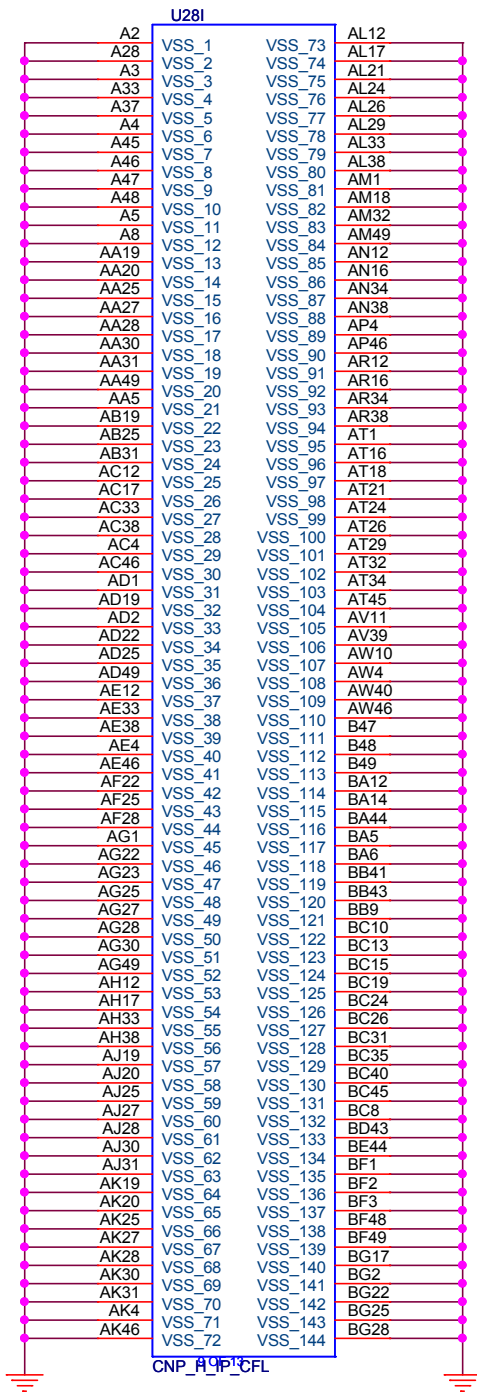 U28I
A2 VSS_1 VSS_73 AL12
A28 VSS_2 VSS_74 AL17
A3 VSS_3 VSS_75 AL21
A33 VSS_4 VSS_76 AL24
A37 VSS_5 VSS_77 AL26
A4 VSS_6 VSS_78 AL29
A45 VSS_7 VSS_79 AL33
A46 VSS_8 VSS_80 AL38
A47 VSS_9 VSS_81 AM1
A48 VSS_10 VSS_82 AM18
A5 VSS_11 VSS_83 AM32
A8 VSS_12 VSS_84 AM49
AA19 VSS_13 VSS_85 AN12
AA20 VSS_14 VSS_86 AN16
AA25 VSS_15 VSS_87 AN34
AA27 VSS_16 VSS_88 AN38
AA28 VSS_17 VSS_89 AP4
AA30 VSS_18 VSS_90 AP46
AA31 VSS_19 VSS_91 AR12
AA49 VSS_20 VSS_92 AR16
AA5 VSS_21 VSS_93 AR34
AB19 VSS_22 VSS_94 AR38
AB25 VSS_23 VSS_95 AT1
AB31 VSS_24 VSS_96 AT16
AC12 VSS_25 VSS_97 AT18
AC17 VSS_26 VSS_98 AT21
AC33 VSS_27 VSS_99 AT24
AC38 VSS_28 VSS_100 AT26
AC4 VSS_29 VSS_101 AT29
AC46 VSS_30 VSS_102 AT32
AD1 VSS_31 VSS_103 AT34
AD19 VSS_32 VSS_104 AT45
AD2 VSS_33 VSS_105 AV11
AD22 VSS_34 VSS_106 AV39
AD25 VSS_35 VSS_107 AW10
AD49 VSS_36 VSS_108 AW4
AE12 VSS_37 VSS_109 AW40
AE33 VSS_38 VSS_110 AW46
AE38 VSS_39 VSS_111 B47
AE4 VSS_40 VSS_112 B48
AE46 VSS_41 VSS_113 B49
AF22 VSS_42 VSS_114 BA12
AF25 VSS_43 VSS_115 BA14
AF28 VSS_44 VSS_116 BA44
AG1 VSS_45 VSS_117 BA5
AG22 VSS_46 VSS_118 BA6
AG23 VSS_47 VSS_119 BB41
AG25 VSS_48 VSS_120 BB43
AG27 VSS_49 VSS_121 BB9
AG28 VSS_50 VSS_122 BC10
AG30 VSS_51 VSS_123 BC13
AG49 VSS_52 VSS_124 BC15
AH12 VSS_53 VSS_125 BC19
AH17 VSS_54 VSS_126 BC24
AH33 VSS_55 VSS_127 BC26
AH38 VSS_56 VSS_128 BC31
AJ19 VSS_57 VSS_129 BC35
AJ20 VSS_58 VSS_130 BC40
AJ25 VSS_59 VSS_131 BC45
AJ27 VSS_60 VSS_132 BC8
AJ28 VSS_61 VSS_133 BD43
AJ30 VSS_62 VSS_134 BE44
AJ31 VSS_63 VSS_135 BF1
AK19 VSS_64 VSS_136 BF2
AK20 VSS_65 VSS_137 BF3
AK25 VSS_66 VSS_138 BF48
AK27 VSS_67 VSS_139 BF49
AK28 VSS_68 VSS_140 BG17
AK30 VSS_69 VSS_141 BG2
AK31 VSS_70 VSS_142 BG22
AK4 VSS_71 VSS_143 BG25
AK46 VSS_72 VSS_144 BG28
9 OF 13
CNP_H_IP_CFL